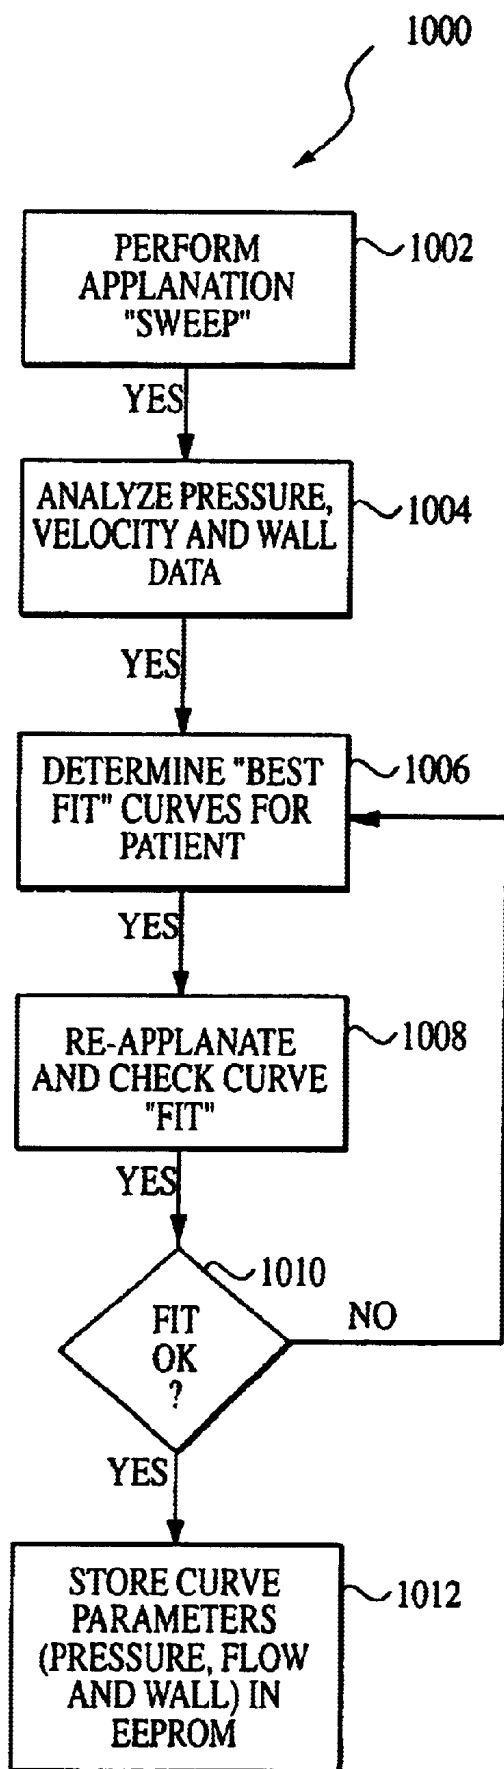 1000
PERFORM
APPLANATION
"SWEEP"
1002
YES
ANALYZE PRESSURE,
VELOCITY AND WALL
DATA
1004
YES
DETERMINE "BEST
FIT" CURVES FOR
PATIENT
1006
YES
RE-APPLANATE
AND CHECK CURVE
"FIT"
1008
YES
1010
FIT
OK
?
NO
YES
STORE CURVE
PARAMETERS
(PRESSURE, FLOW
AND WALL) IN
EEPROM
1012